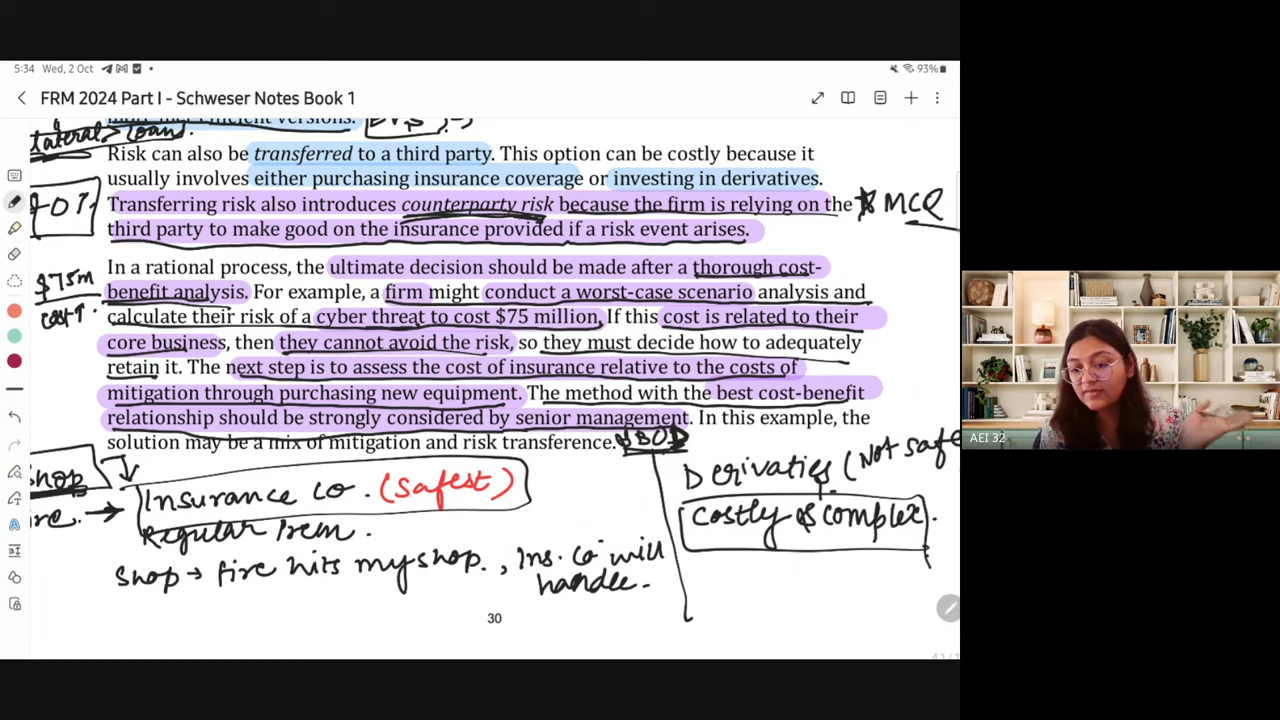 5:34 Wed, 2 Oct
93%
FRM 2024 Part I - Schweser Notes Book 1
more fuel efficient versions.
lateral > loan.
Risk can also be transferred to a third party. This option can be costly because it
usually involves either purchasing insurance coverage or investing in derivatives.
Transferring risk also introduces counterparty risk because the firm is relying on the
MCQ
third party to make good on the insurance provided if a risk event arises.
In a rational process, the ultimate decision should be made after a thorough cost-
$75m
benefit analysis. For example, a firm might conduct a worst-case scenario analysis and
cost↑.
calculate their risk of a cyber threat to cost $75 million. If this cost is related to their
core business, then they cannot avoid the risk, so they must decide how to adequately
retain it. The next step is to assess the cost of insurance relative to the costs of
mitigation through purchasing new equipment. The method with the best cost-benefit
relationship should be strongly considered by senior management. In this example, the
solution may be a mix of mitigation and risk transference.
& BOD
shop
Insurance Co. (Safest)
Regular Prem.
shop → fire hits my shop., Ins. Co will
handle.
Derivaties (Not safe
costly & complex.
30
AEI 32